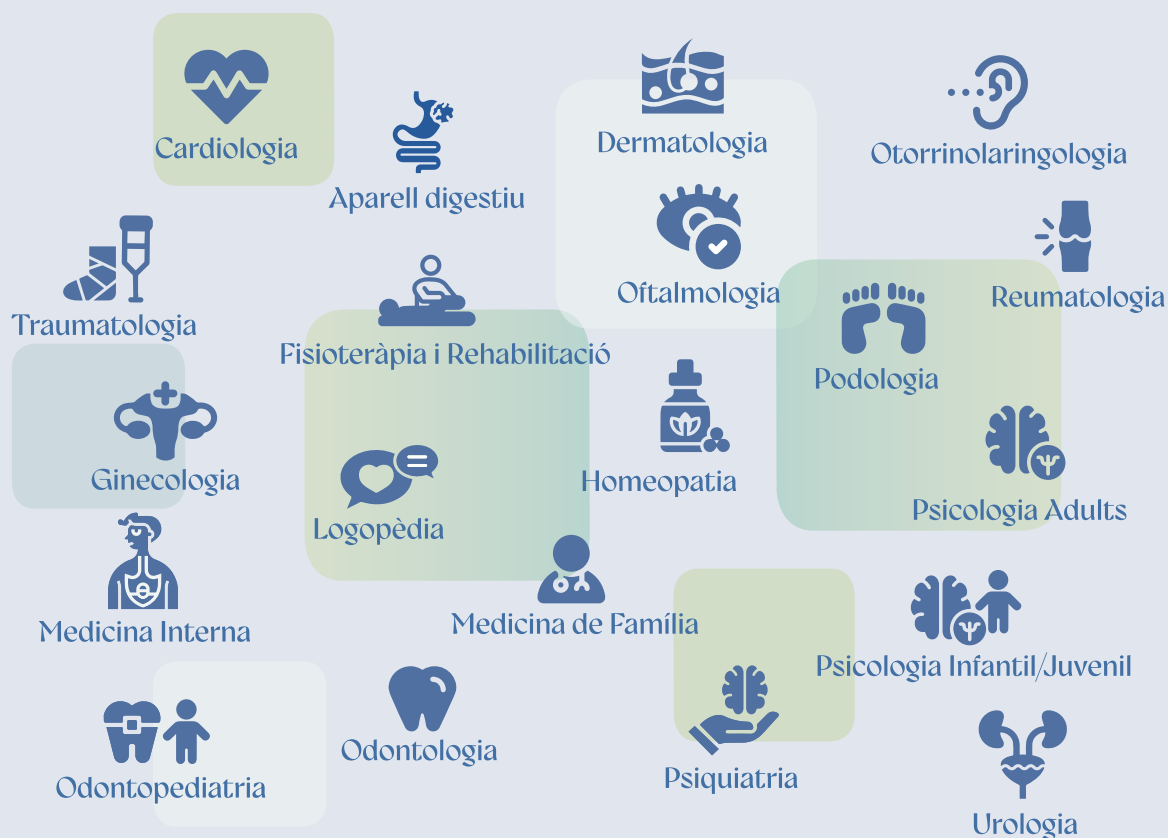 Cardiologia
Dermatologia
Otorrinolaringologia
Aparell digestiu
Oftalmologia
Reumatologia
Traumatologia
Fisioteràpia i Rehabilitació
Podologia
Ginecologia
Homeopatia
Psicologia Adults
Logopèdia
Medicina de Família
Medicina Interna
Psicologia Infantil/Juvenil
Odontologia
Psiquiatria
Odontopediatria
Urologia